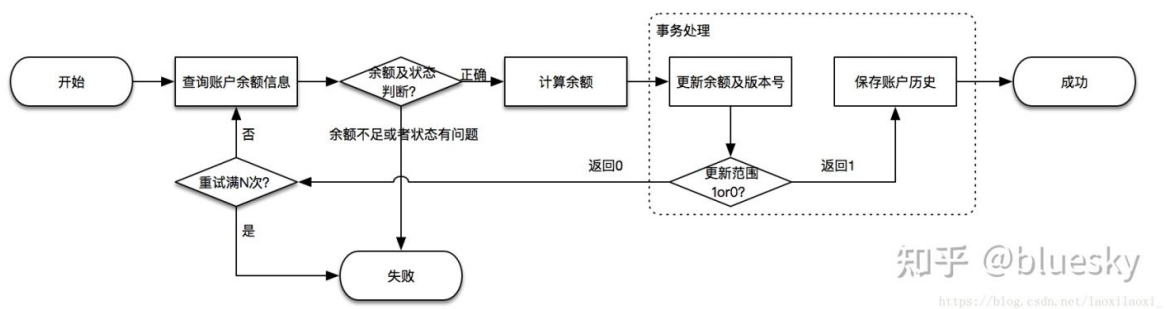 事务处理
开始
查询账户余额信息
余额及状态
判断?
正确
计算余额
更新余额及版本号
保存账户历史
成功
否
余额不足或者状态有问题
重试满N次?
返回0
更新范围
1or0?
返回1
是
失败
知乎 @bluesky
https://blog.csdn.net/laoxilaoxi_